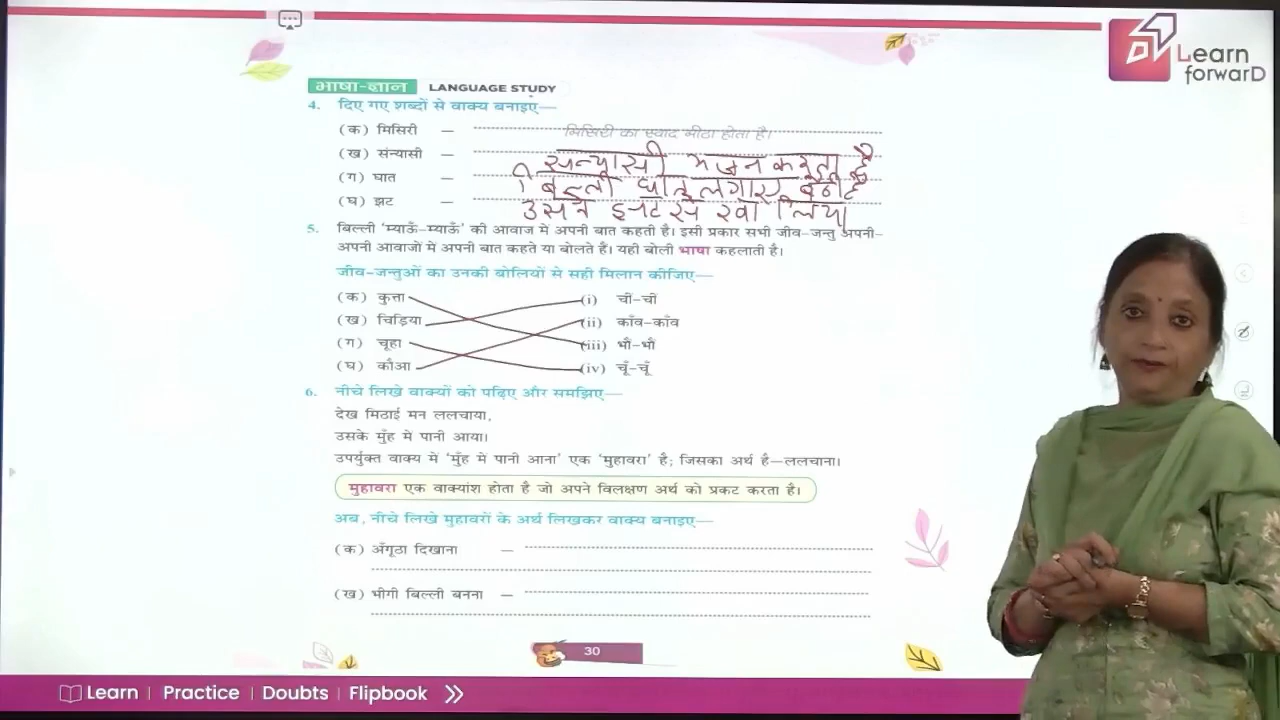 Learn
forwarD
भाषा-ज्ञान LANGUAGE STUDY
4. दिए गए शब्दों से वाक्य बनाइए—
(क) मिसिरी — मिसिरी का स्वाद मीठा होता है।
(ख) संन्यासी — सन्यासी भजन करता है
(ग) घात — बिल्ली घात लगाए बैठी है
(घ) झट — उसने झट से खा लिया
5. बिल्ली 'म्याऊँ-म्याऊँ' की आवाज में अपनी बात कहती है। इसी प्रकार सभी जीव-जन्तु अपनी-
अपनी आवाजों में अपनी बात कहते या बोलते हैं। यही बोली भाषा कहलाती है।
जीव-जन्तुओं का उनकी बोलियों से सही मिलान कीजिए—
(क) कुत्ता (i) चीं-चीं
(ख) चिड़िया (ii) काँव-काँव
(ग) चूहा (iii) भौं-भौं
(घ) कौआ (iv) चूँ-चूँ
6. नीचे लिखे वाक्यों को पढ़िए और समझिए—
देख मिठाई मन ललचाया,
उसके मुँह में पानी आया।
उपर्युक्त वाक्य में 'मुँह में पानी आना' एक 'मुहावरा' है; जिसका अर्थ है—ललचाना।
मुहावरा एक वाक्यांश होता है जो अपने विलक्षण अर्थ को प्रकट करता है।
अब, नीचे लिखे मुहावरों के अर्थ लिखकर वाक्य बनाइए—
(क) अँगूठा दिखाना —
(ख) भीगी बिल्ली बनना —
30
Learn | Practice | Doubts | Flipbook